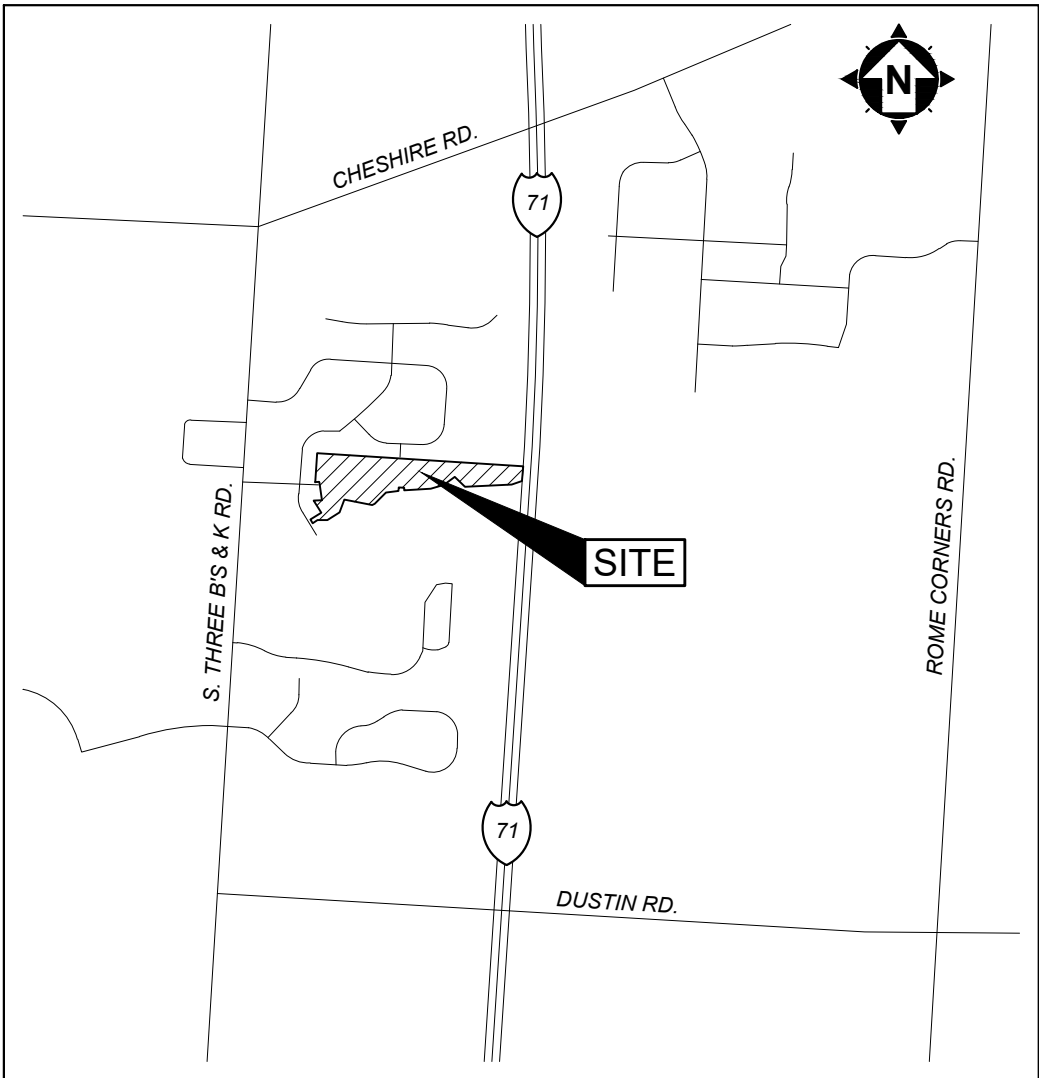 N
CHESHIRE RD.
71
S. THREE B'S & K RD.
ROME CORNERS RD.
SITE
71
DUSTIN RD.